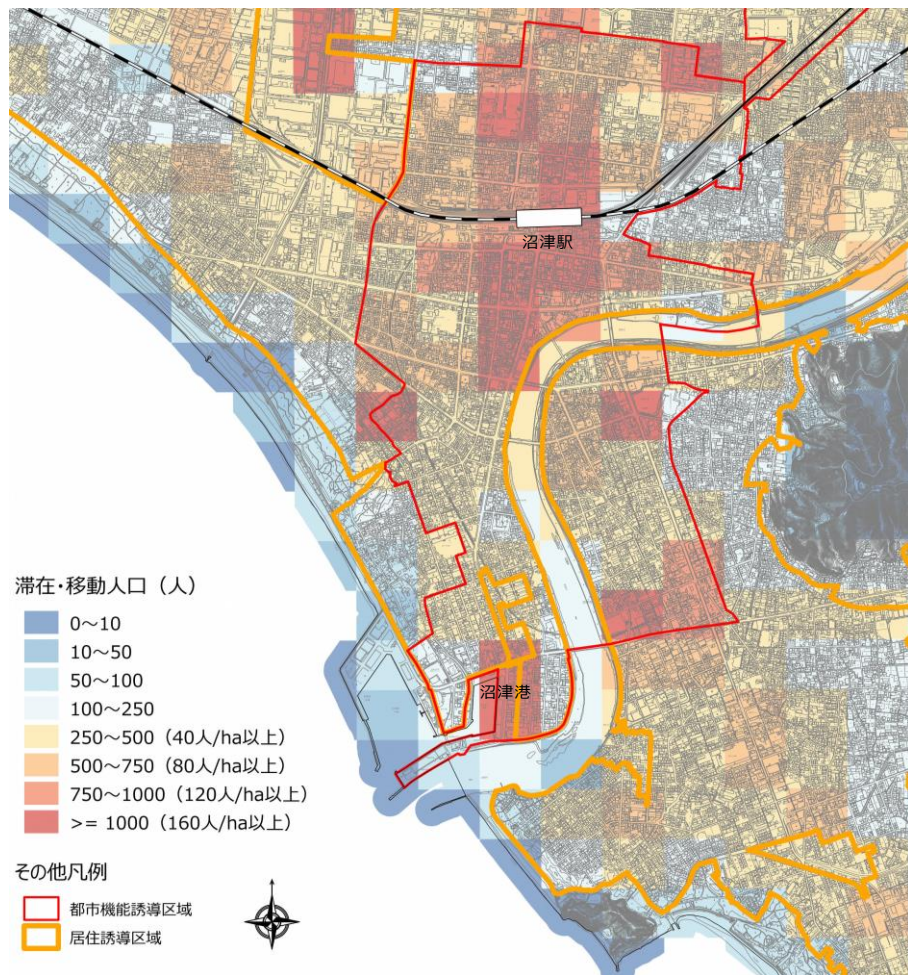 沼津駅
沼津港
滞在・移動人口（人）
0～10
10～50
50～100
100～250
250～500（40人/ha以上）
500～750（80人/ha以上）
750～1000（120人/ha以上）
>= 1000（160人/ha以上）
その他凡例
都市機能誘導区域
居住誘導区域